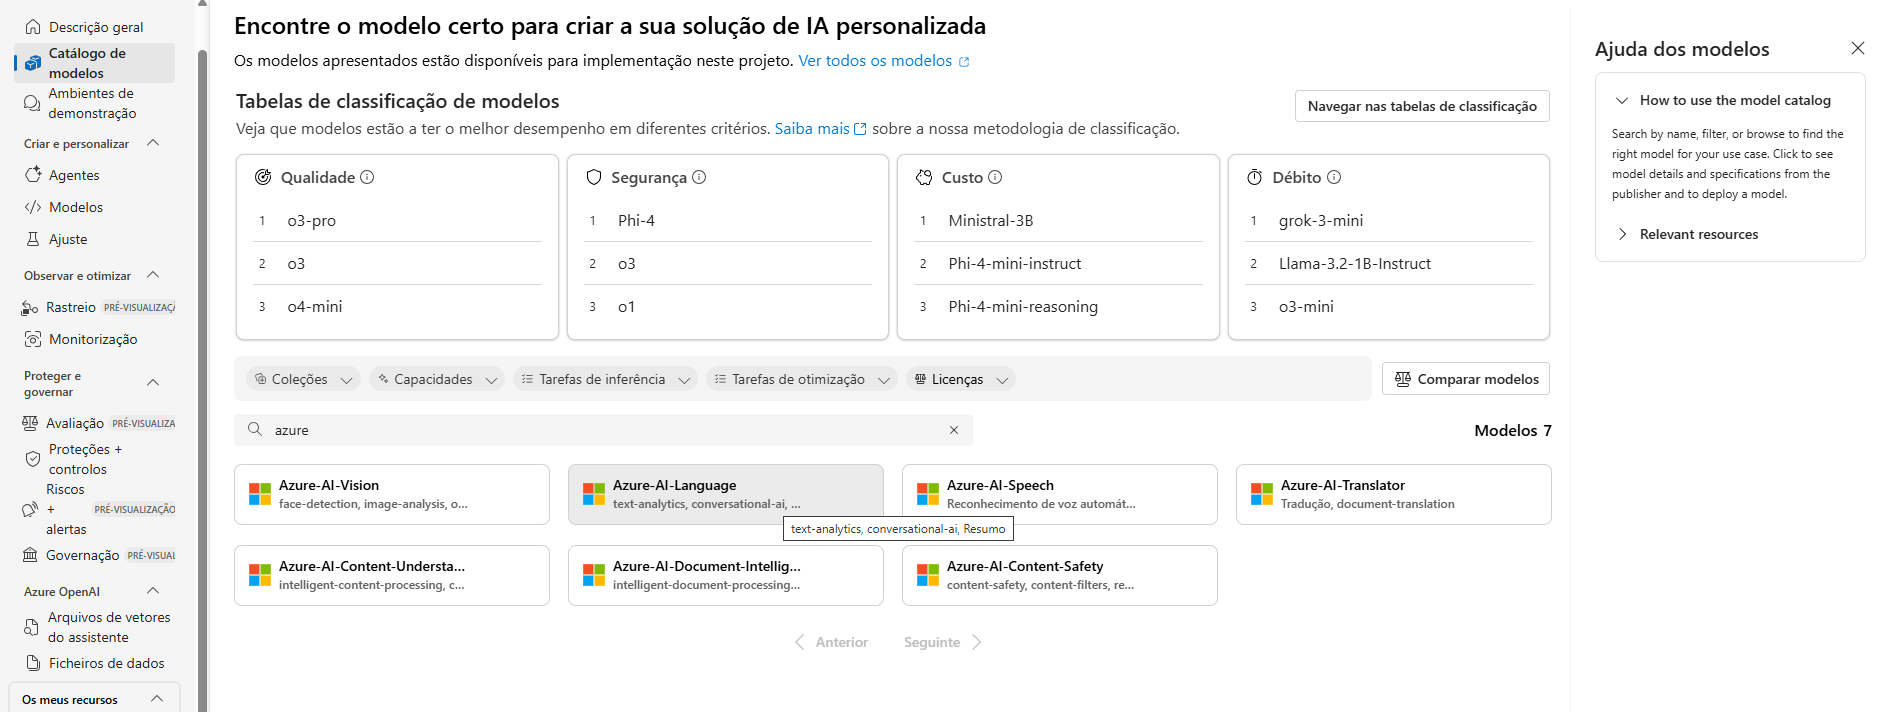 Descrição geral
Catálogo de
modelos
Ambientes de
demonstração
Criar e personalizar
Agentes
Modelos
Ajuste
Observar e otimizar
Rastreio PRÉ-VISUALIZAÇÃ
Monitorização
Proteger e
governar
Avaliação PRÉ-VISUALIZA
Proteções +
controlos
Riscos
+ PRÉ-VISUALIZAÇÃO
alertas
Governação PRÉ-VISUAL
Azure OpenAI
Arquivos de vetores
do assistente
Ficheiros de dados
Os meus recursos
Encontre o modelo certo para criar a sua solução de IA personalizada
Os modelos apresentados estão disponíveis para implementação neste projeto. Ver todos os modelos
Tabelas de classificação de modelos
Navegar nas tabelas de classificação
Veja que modelos estão a ter o melhor desempenho em diferentes critérios. Saiba mais sobre a nossa metodologia de classificação.
Qualidade
1 o3-pro
2 o3
3 o4-mini
Segurança
1 Phi-4
2 o3
3 o1
Custo
1 Ministral-3B
2 Phi-4-mini-instruct
3 Phi-4-mini-reasoning
Débito
1 grok-3-mini
2 Llama-3.2-1B-Instruct
3 o3-mini
Coleções Capacidades Tarefas de inferência Tarefas de otimização Licenças
Comparar modelos
azure
Modelos 7
Azure-AI-Vision
face-detection, image-analysis, o...
Azure-AI-Language
text-analytics, conversational-ai, ...
Azure-AI-Speech
Reconhecimento de voz automát...
Azure-AI-Translator
Tradução, document-translation
text-analytics, conversational-ai, Resumo
Azure-AI-Content-Understa...
intelligent-content-processing, c...
Azure-AI-Document-Intellig...
intelligent-document-processing...
Azure-AI-Content-Safety
content-safety, content-filters, re...
Anterior Seguinte
Ajuda dos modelos
How to use the model catalog
Search by name, filter, or browse to find the
right model for your use case. Click to see
model details and specifications from the
publisher and to deploy a model.
Relevant resources